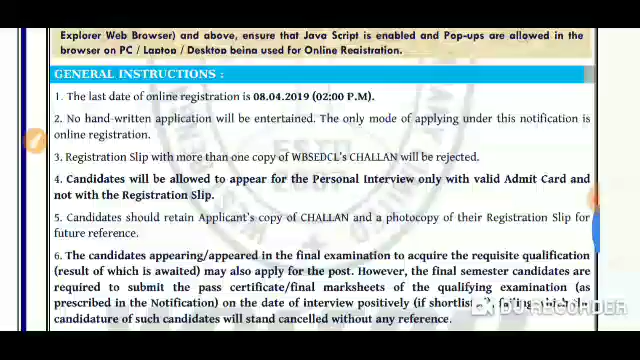 Explorer Web Browser) and above, ensure that Java Script is enabled and Pop-ups are allowed in the
browser on PC / Laptop / Desktop being used for Online Registration.
GENERAL INSTRUCTIONS :
1. The last date of online registration is 08.04.2019 (02:00 P.M).
2. No hand-written application will be entertained. The only mode of applying under this notification is
online registration.
3. Registration Slip with more than one copy of WBSEDCL's CHALLAN will be rejected.
4. Candidates will be allowed to appear for the Personal Interview only with valid Admit Card and
not with the Registration Slip.
5. Candidates should retain Applicant's copy of CHALLAN and a photocopy of their Registration Slip for
future reference.
6. The candidates appearing/appeared in the final examination to acquire the requisite qualification
(result of which is awaited) may also apply for the post. However, the final semester candidates are
required to submit the pass certificate/final marksheets of the qualifying examination (as
prescribed in the Notification) on the date of interview positively (if
candidature of such candidates will stand cancelled without any reference.
DU RECORDER